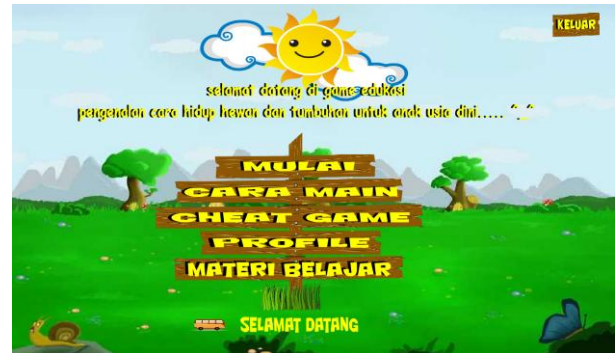 KELUAR
selamat datang di game edukasi
pengenalan cara hidup hewan dan tumbuhan untuk anak usia dini..... ^_^
MULAI
CARA MAIN
CHEAT GAME
PROFILE
MATERI BELAJAR
SELAMAT DATANG